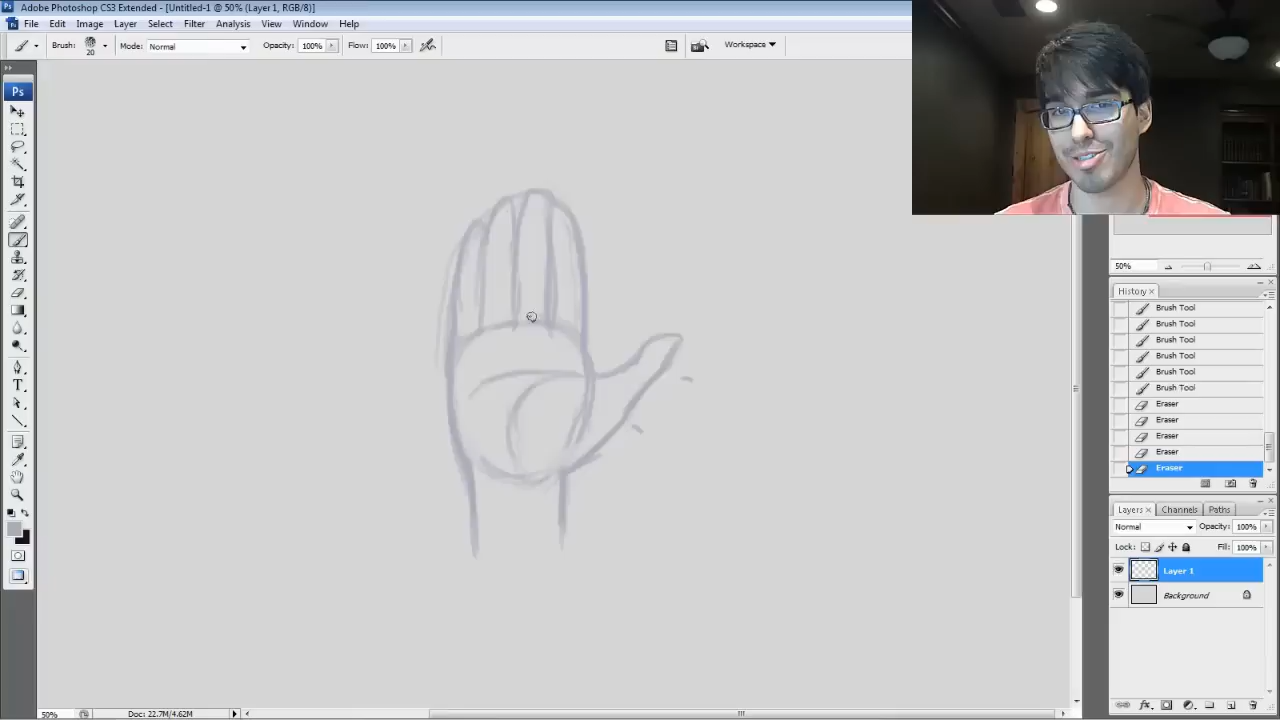 Adobe Photoshop CS3 Extended - [Untitled-1 @ 50% (Layer 1, RGB/8)]
File Edit Image Layer Select Filter Analysis View Window Help
Brush: 20 Mode: Normal Opacity: 100% Flow: 100% Workspace
Ps
50%
History
Brush Tool
Brush Tool
Brush Tool
Brush Tool
Brush Tool
Brush Tool
Eraser
Eraser
Eraser
Eraser
Eraser
Layers Channels Paths
Normal Opacity: 100%
Lock: Fill: 100%
Layer 1
Background
50% Doc: 22.7M/4.62M